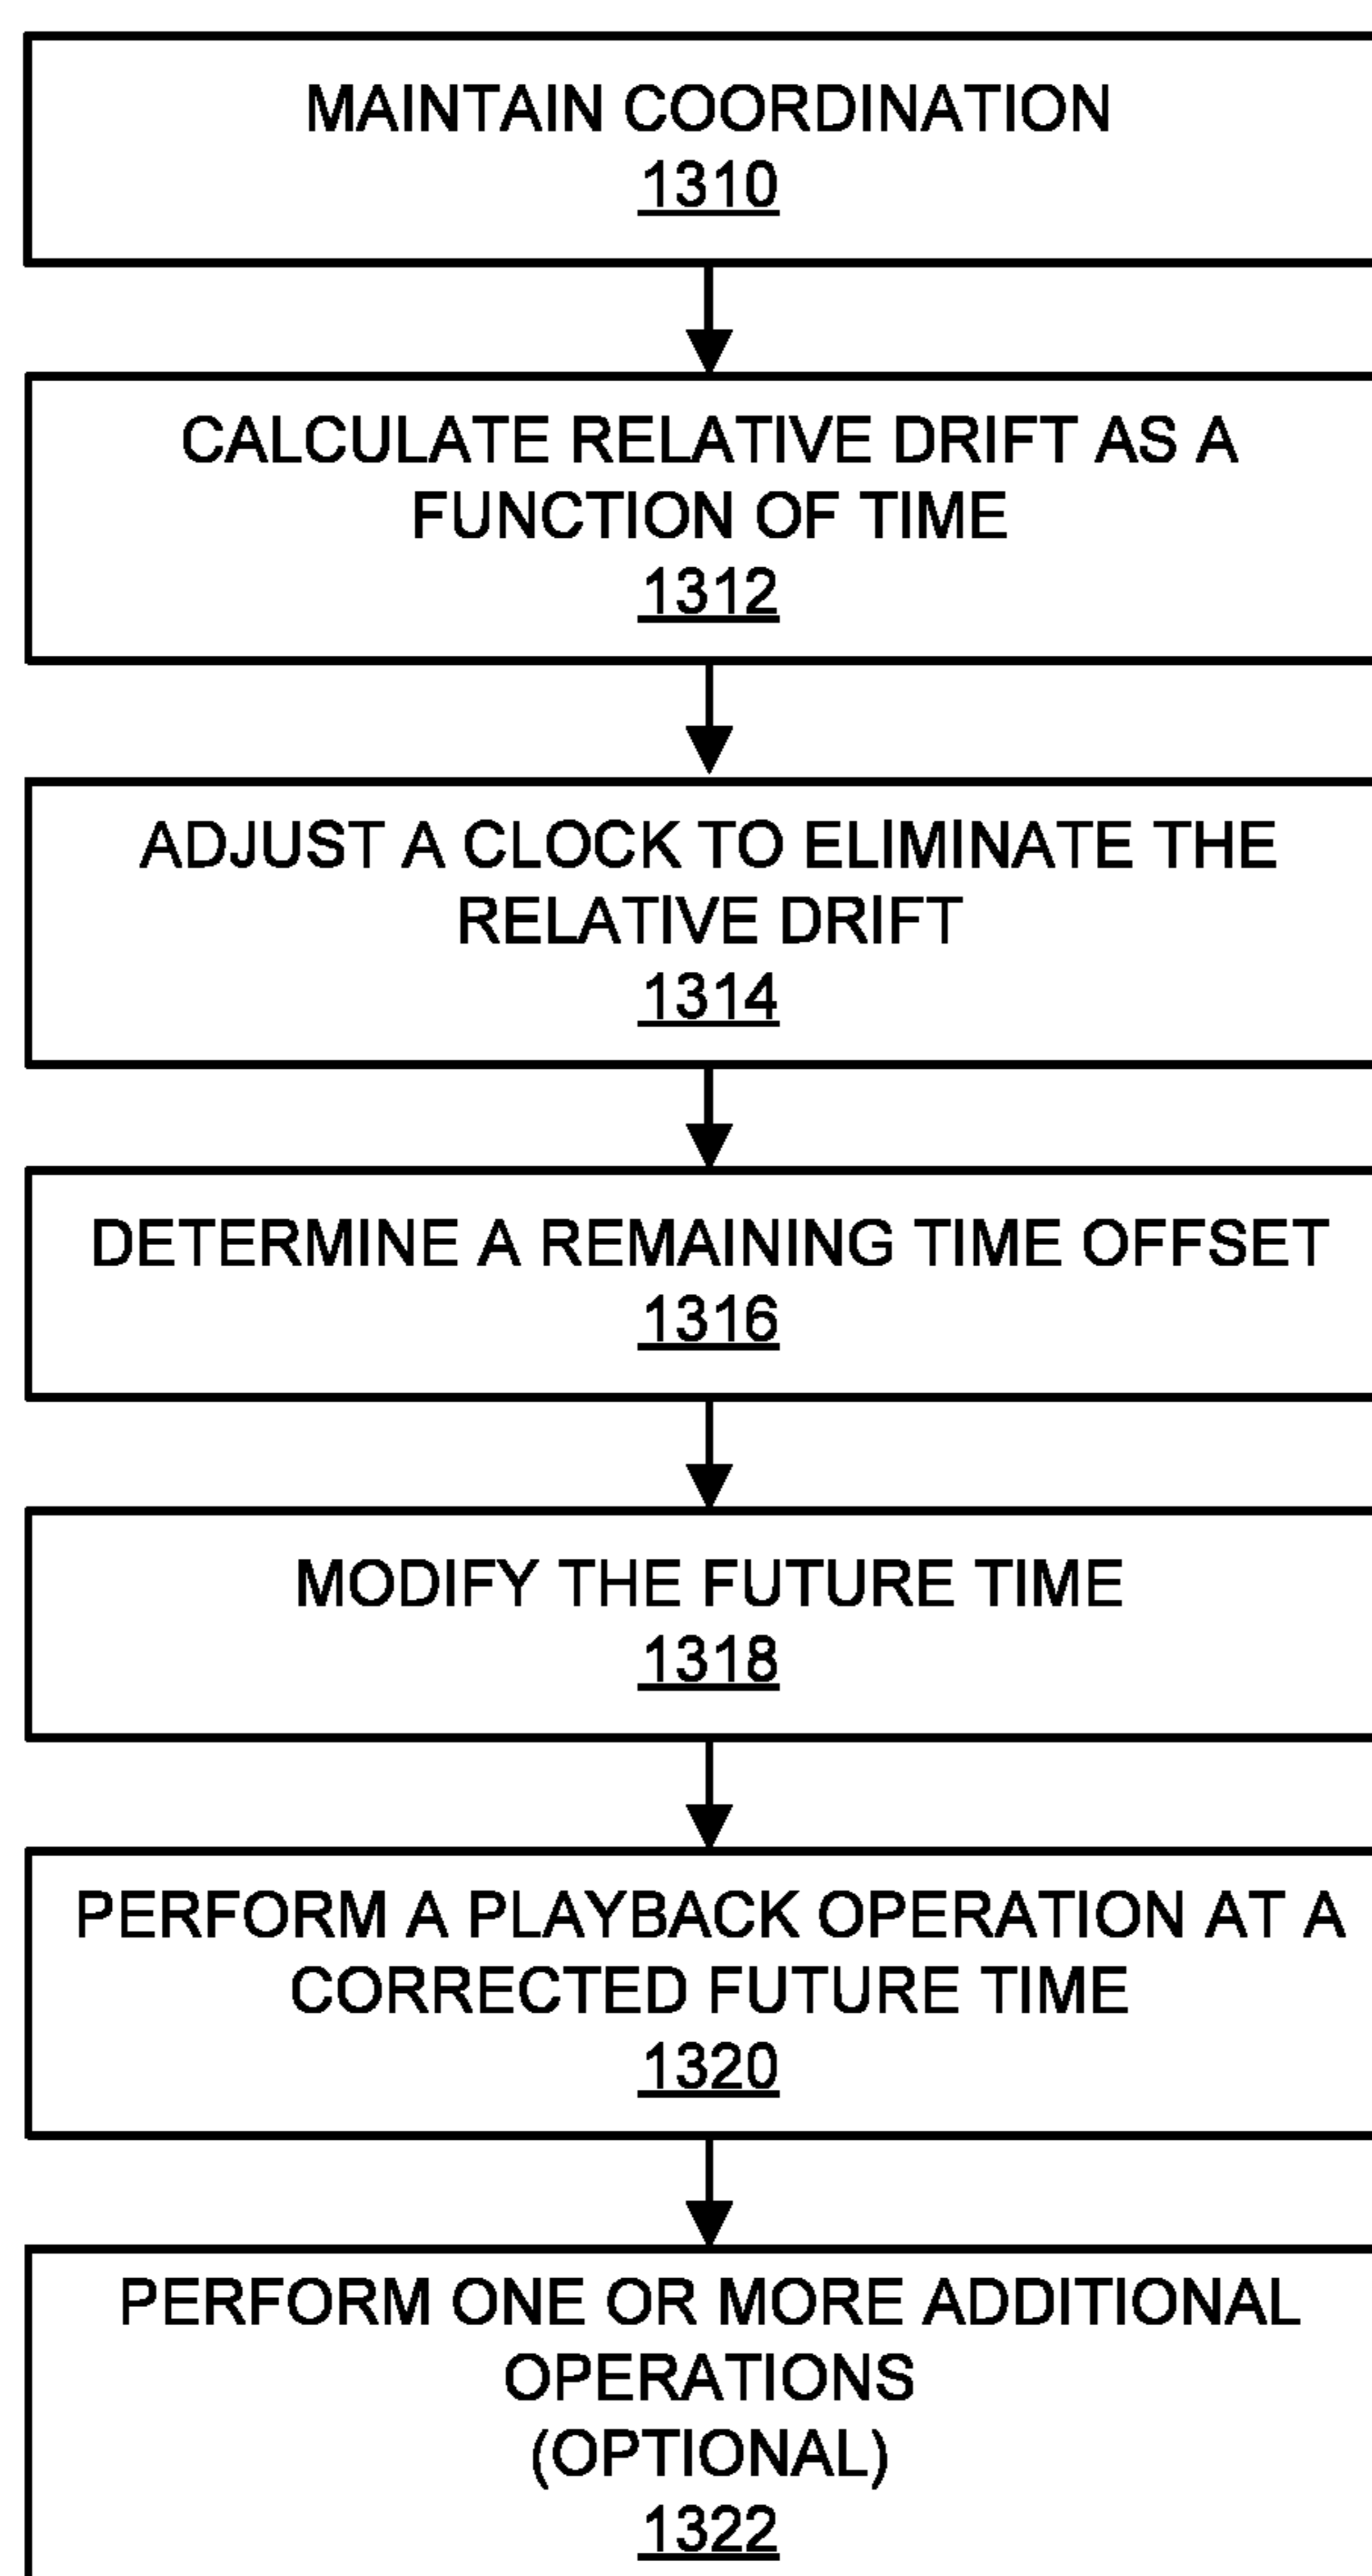 MAINTAIN COORDINATION
1310
CALCULATE RELATIVE DRIFT AS A
FUNCTION OF TIME
1312
ADJUST A CLOCK TO ELIMINATE THE
RELATIVE DRIFT
1314
DETERMINE A REMAINING TIME OFFSET
1316
MODIFY THE FUTURE TIME
1318
PERFORM A PLAYBACK OPERATION AT A
CORRECTED FUTURE TIME
1320
PERFORM ONE OR MORE ADDITIONAL
OPERATIONS
(OPTIONAL)
1322